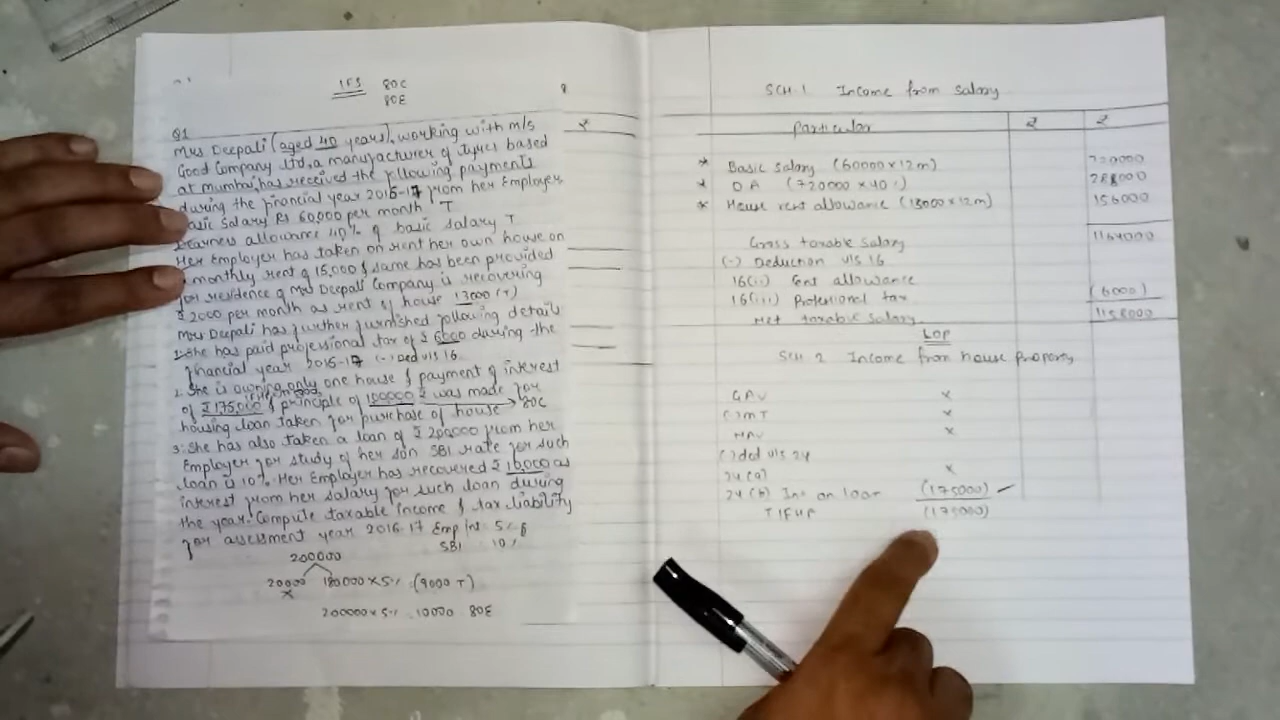 IFS 80C
80E
Q1
Mrs Deepali (aged 40 years), working with m/s
Good Company Ltd, a manufacturer of Tyres based
at mumbai, has received the following payments
during the financial year 2016-17 from her Employer
Basic salary Rs 60,000 per month T
Dearness allowance 40% of basic salary T
Her Employer has taken on rent her own house on
monthly rent of 15,000 & same has been provided
for residence of Mrs Deepali Company is recovering
₹ 2000 per month as rent of house 13000 (T)
Mrs Deepali has further furnished following details
1. She has paid professional tax of ₹ 6000 during the
financial year 2016-17 (-) Ded U/S 16
2. She is owning only one house & payment of interest
of ₹ 175,000 & principle of 100000 ₹ was made for
housing loan taken for purchase of house → 80C
3. She has also taken a loan of ₹ 200000 from her
Employer for study of her son SBI rate for such
loan is 10%. Her Employer has recovered ₹ 10,000 as
interest from her salary for such loan during
the year. Compute taxable income & tax liability
for assessment year 2016-17 Emp int 5%
SBI 10%
200000
20000 180000 x 5% (9000 T)
x
200000 x 5% 10000 80E
₹
SCH 1 Income from salary
Particular ₹ ₹
* Basic salary (60000 x 12m) 720000
* DA (720000 x 40%) 288000
* House rent allowance (13000 x 12m) 156000
Gross taxable salary 1164000
(-) Deduction U/S 16
16(ii) Ent allowance
16(iii) Professional tax (6000)
Net taxable salary 1158000
LOP
SCH 2 Income from house property
GAV x
(-) MT x
NAV x
(-) ded U/S 24
24(a) x
24(b) Int on loan (175000)
TIFHP (175000)